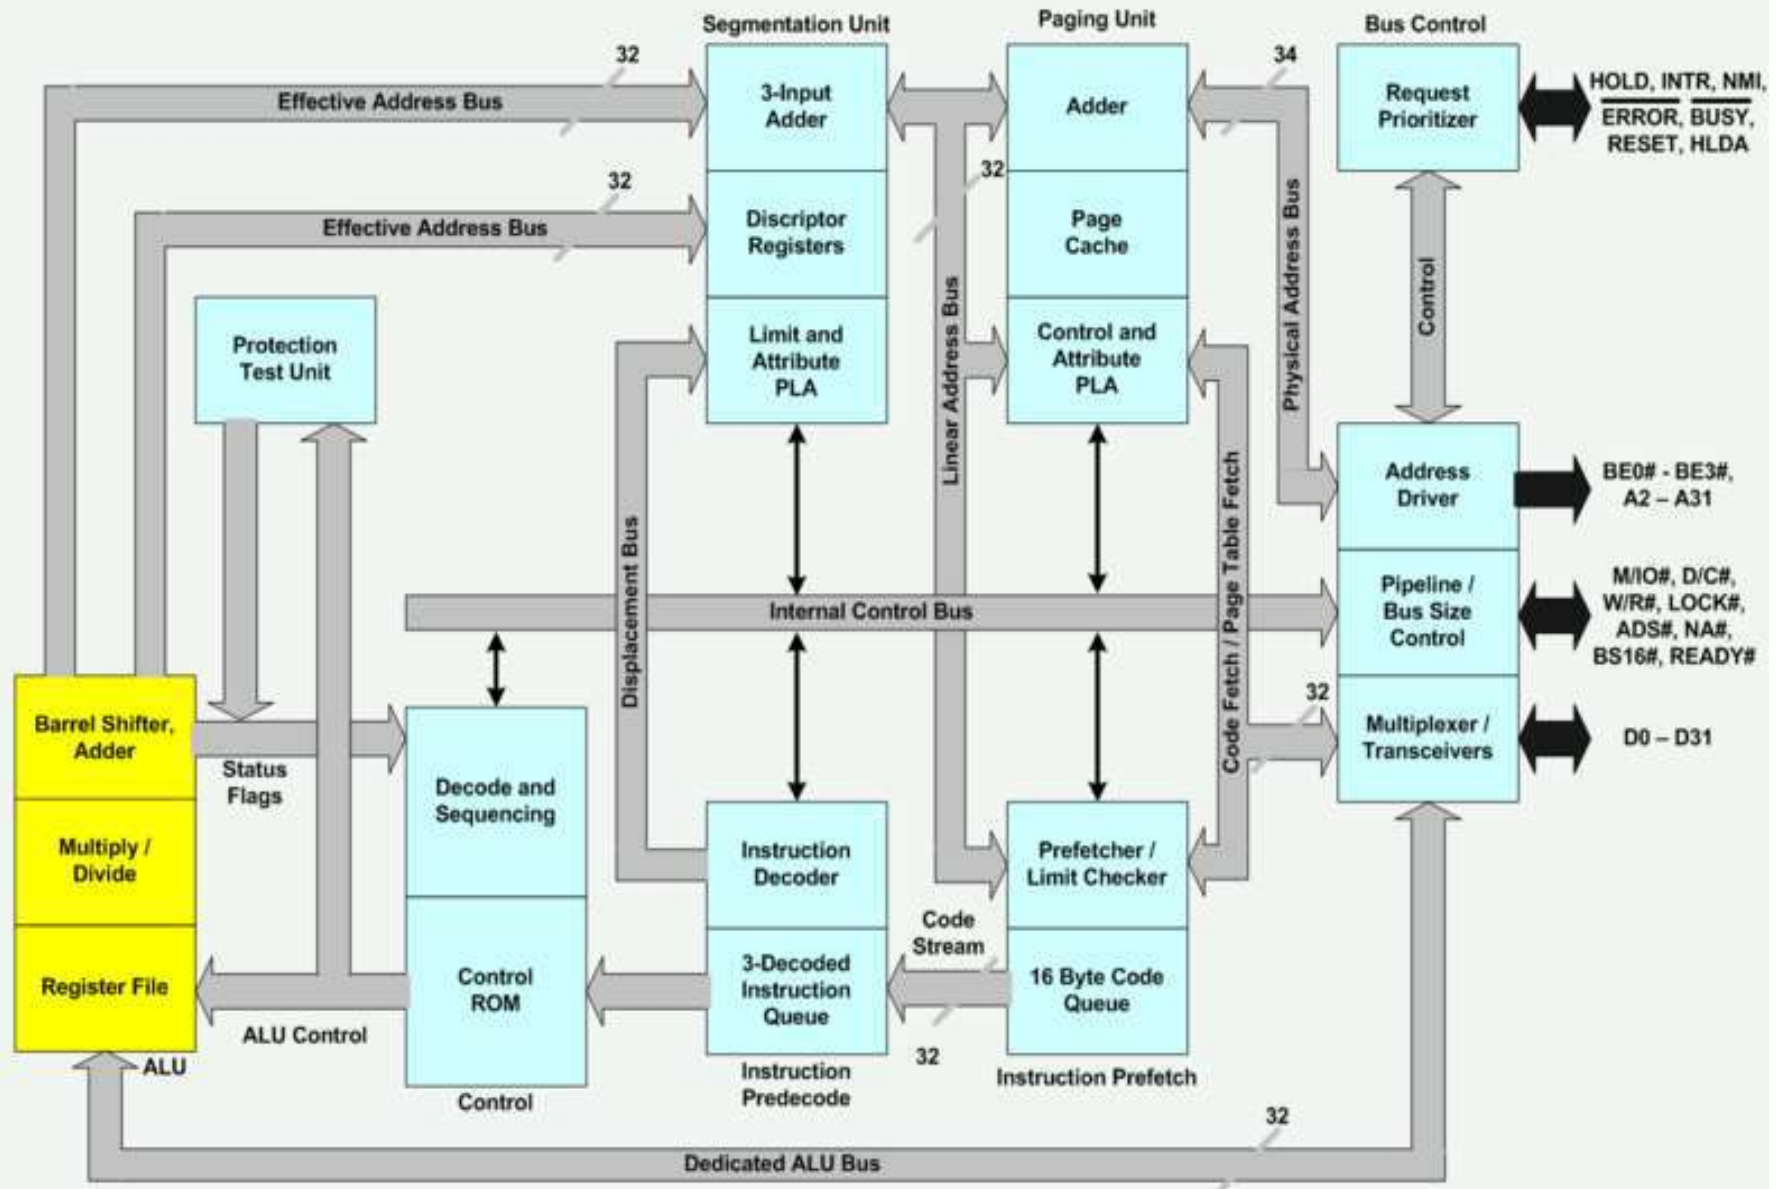 Segmentation Unit
Paging Unit
Bus Control
32
Effective Address Bus
3-Input
Adder
Adder
34
Request
Prioritizer
HOLD, INTR, NMI,
ERROR, BUSY,
RESET, HLDA
32
Effective Address Bus
Discriptor
Registers
32
Page
Cache
Linear Address Bus
Physical Address Bus
Control
Protection
Test Unit
Limit and
Attribute
PLA
Control and
Attribute
PLA
Address
Driver
BE0# - BE3#,
A2 – A31
Displacement Bus
Code Fetch / Page Table Fetch
Internal Control Bus
Pipeline /
Bus Size
Control
M/IO#, D/C#,
W/R#, LOCK#,
ADS#, NA#,
BS16#, READY#
32
Multiplexer /
Transceivers
D0 – D31
Barrel Shifter,
Adder
Status
Flags
Decode and
Sequencing
Multiply /
Divide
Instruction
Decoder
Prefetcher /
Limit Checker
Code
Stream
Register File
Control
ROM
3-Decoded
Instruction
Queue
16 Byte Code
Queue
ALU Control
32
ALU
Control
Instruction
Predecode
Instruction Prefetch
32
Dedicated ALU Bus